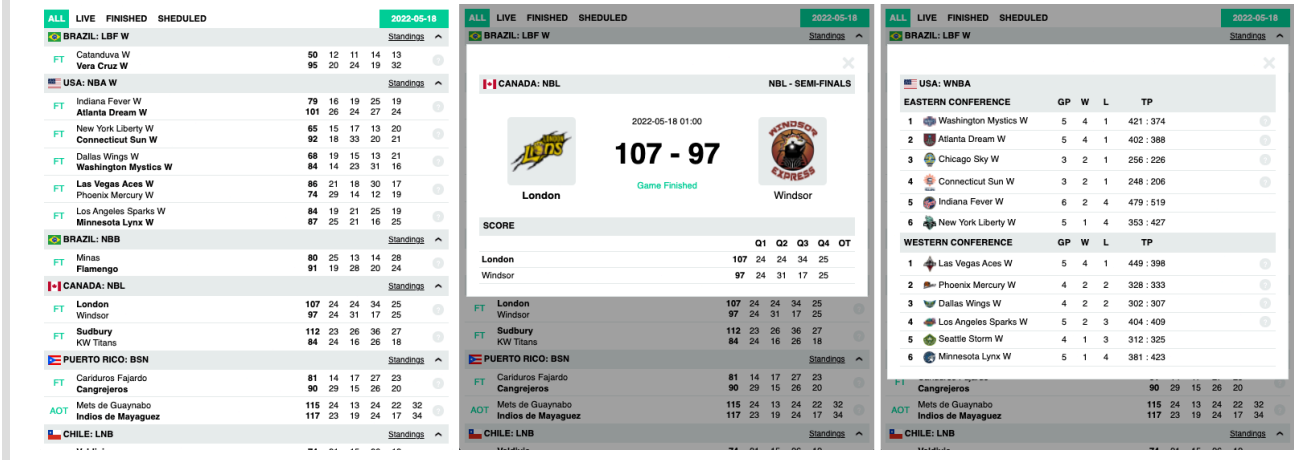 ALL LIVE FINISHED SHEDULED 2022-05-18
BRAZIL: LBF W Standings
FT Catanduva W 50 12 11 14 13
Vera Cruz W 95 20 24 19 32
USA: NBA W Standings
FT Indiana Fever W 79 16 19 25 19
Atlanta Dream W 101 26 24 27 24
FT New York Liberty W 65 15 17 13 20
Connecticut Sun W 92 18 33 20 21
FT Dallas Wings W 68 19 15 13 21
Washington Mystics W 84 14 23 31 16
FT Las Vegas Aces W 86 21 18 30 17
Phoenix Mercury W 74 29 14 12 19
FT Los Angeles Sparks W 84 19 21 25 19
Minnesota Lynx W 87 25 21 16 25
BRAZIL: NBB Standings
FT Minas 80 25 13 14 28
Flamengo 91 19 28 20 24
CANADA: NBL Standings
FT London 107 24 24 34 25
Windsor 97 24 31 17 25
FT Sudbury 112 23 26 36 27
KW Titans 84 24 16 26 18
PUERTO RICO: BSN Standings
FT Cariduros Fajardo 81 14 17 27 23
Cangrejeros 90 29 15 26 20
AOT Mets de Guaynabo 115 24 13 24 22 32
Indios de Mayaguez 117 23 19 24 17 34
CHILE: LNB Standings
ALL LIVE FINISHED SHEDULED 2022-05-18
BRAZIL: LBF W Standings
CANADA: NBL NBL - SEMI-FINALS
2022-05-18 01:00
LONDON
LIONS
WINDSOR
EXPRESS
107 - 97
Game Finished
London Windsor
SCORE
Q1 Q2 Q3 Q4 OT
London 107 24 24 34 25
Windsor 97 24 31 17 25
FT London 107 24 24 34 25
Windsor 97 24 31 17 25
FT Sudbury 112 23 26 36 27
KW Titans 84 24 16 26 18
PUERTO RICO: BSN Standings
FT Cariduros Fajardo 81 14 17 27 23
Cangrejeros 90 29 15 26 20
AOT Mets de Guaynabo 115 24 13 24 22 32
Indios de Mayaguez 117 23 19 24 17 34
CHILE: LNB Standings
ALL LIVE FINISHED SHEDULED 2022-05-18
BRAZIL: LBF W Standings
USA: WNBA
EASTERN CONFERENCE GP W L TP
1 Washington Mystics W 5 4 1 421 : 374
2 Atlanta Dream W 5 4 1 402 : 388
3 Chicago Sky W 3 2 1 256 : 226
4 Connecticut Sun W 3 2 1 248 : 206
5 Indiana Fever W 6 2 4 479 : 519
6 New York Liberty W 5 1 4 353 : 427
WESTERN CONFERENCE GP W L TP
1 Las Vegas Aces W 5 4 1 449 : 398
2 Phoenix Mercury W 4 2 2 328 : 333
3 Dallas Wings W 4 2 2 302 : 307
4 Los Angeles Sparks W 5 2 3 404 : 409
5 Seattle Storm W 4 1 3 312 : 325
6 Minnesota Lynx W 5 1 4 381 : 423
FT
Cangrejeros 90 29 15 26 20
AOT Mets de Guaynabo 115 24 13 24 22 32
Indios de Mayaguez 117 23 19 24 17 34
CHILE: LNB Standings